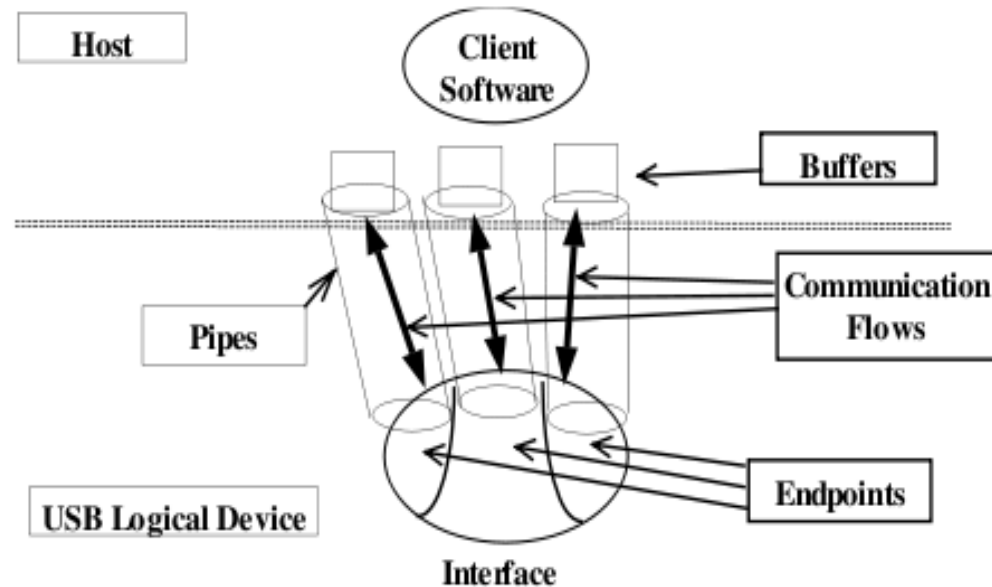 Host
Client
Software
Buffers
Communication
Flows
Pipes
Endpoints
USB Logical Device
Interface